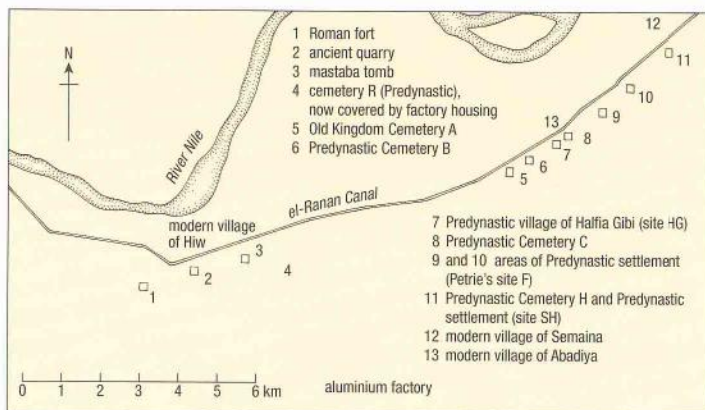 12
N
1 Roman fort
2 ancient quarry
3 mastaba tomb
4 cemetery R (Predynastic),
now covered by factory housing
5 Old Kingdom Cemetery A
6 Predynastic Cemetery B
11
10
9
13
8
7
6
5
River Nile
el-Ranan Canal
modern village
of Hiw
3
2
4
1
7 Predynastic village of Halfia Gibi (site HG)
8 Predynastic Cemetery C
9 and 10 areas of Predynastic settlement
(Petrie's site F)
11 Predynastic Cemetery H and Predynastic
settlement (site SH)
12 modern village of Semaina
13 modern village of Abadiya
0 1 2 3 4 5 6 km
aluminium factory